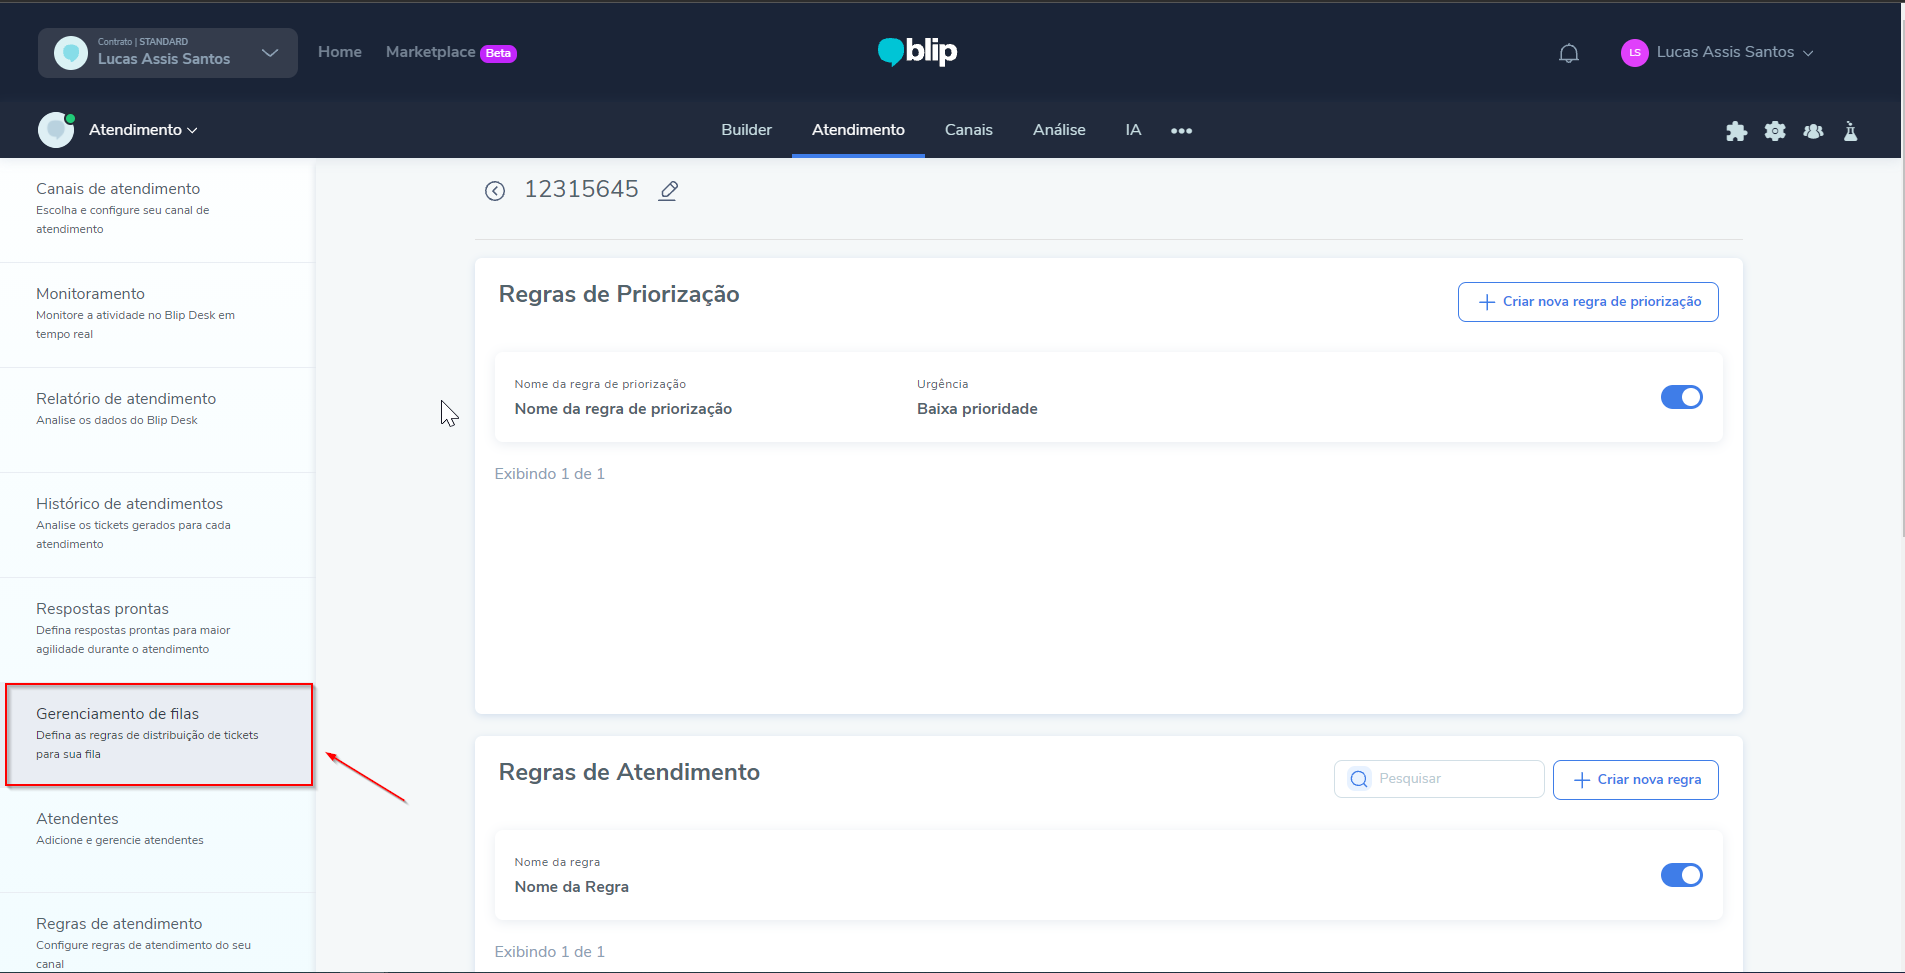 Contrato | STANDARD
Lucas Assis Santos
Home
Marketplace Beta
blip
LS
Lucas Assis Santos
Atendimento
Builder
Atendimento
Canais
Análise
IA
Canais de atendimento
Escolha e configure seu canal de
atendimento
Monitoramento
Monitore a atividade no Blip Desk em
tempo real
Relatório de atendimento
Analise os dados do Blip Desk
Histórico de atendimentos
Analise os tickets gerados para cada
atendimento
Respostas prontas
Defina respostas prontas para maior
agilidade durante o atendimento
Gerenciamento de filas
Defina as regras de distribuição de tickets
para sua fila
Atendentes
Adicione e gerencie atendentes
Regras de atendimento
Configure regras de atendimento do seu
canal
12315645
Regras de Priorização
Criar nova regra de priorização
Nome da regra de priorização
Nome da regra de priorização
Urgência
Baixa prioridade
Exibindo 1 de 1
Regras de Atendimento
Pesquisar
Criar nova regra
Nome da regra
Nome da Regra
Exibindo 1 de 1